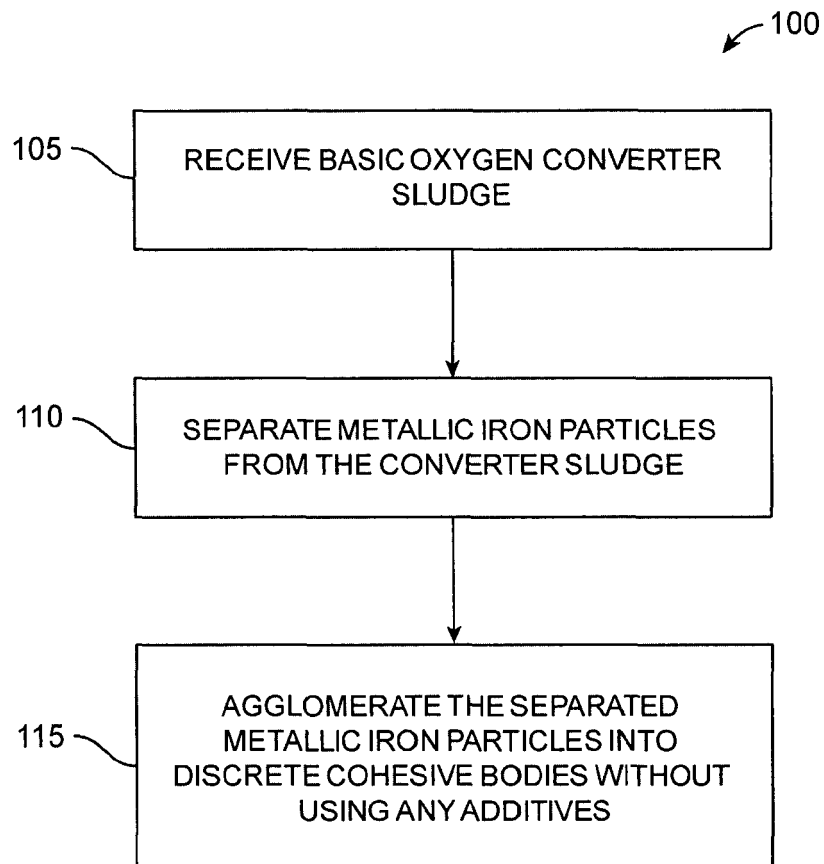 100
105
RECEIVE BASIC OXYGEN CONVERTER
SLUDGE
110
SEPARATE METALLIC IRON PARTICLES
FROM THE CONVERTER SLUDGE
115
AGGLOMERATE THE SEPARATED
METALLIC IRON PARTICLES INTO
DISCRETE COHESIVE BODIES WITHOUT
USING ANY ADDITIVES